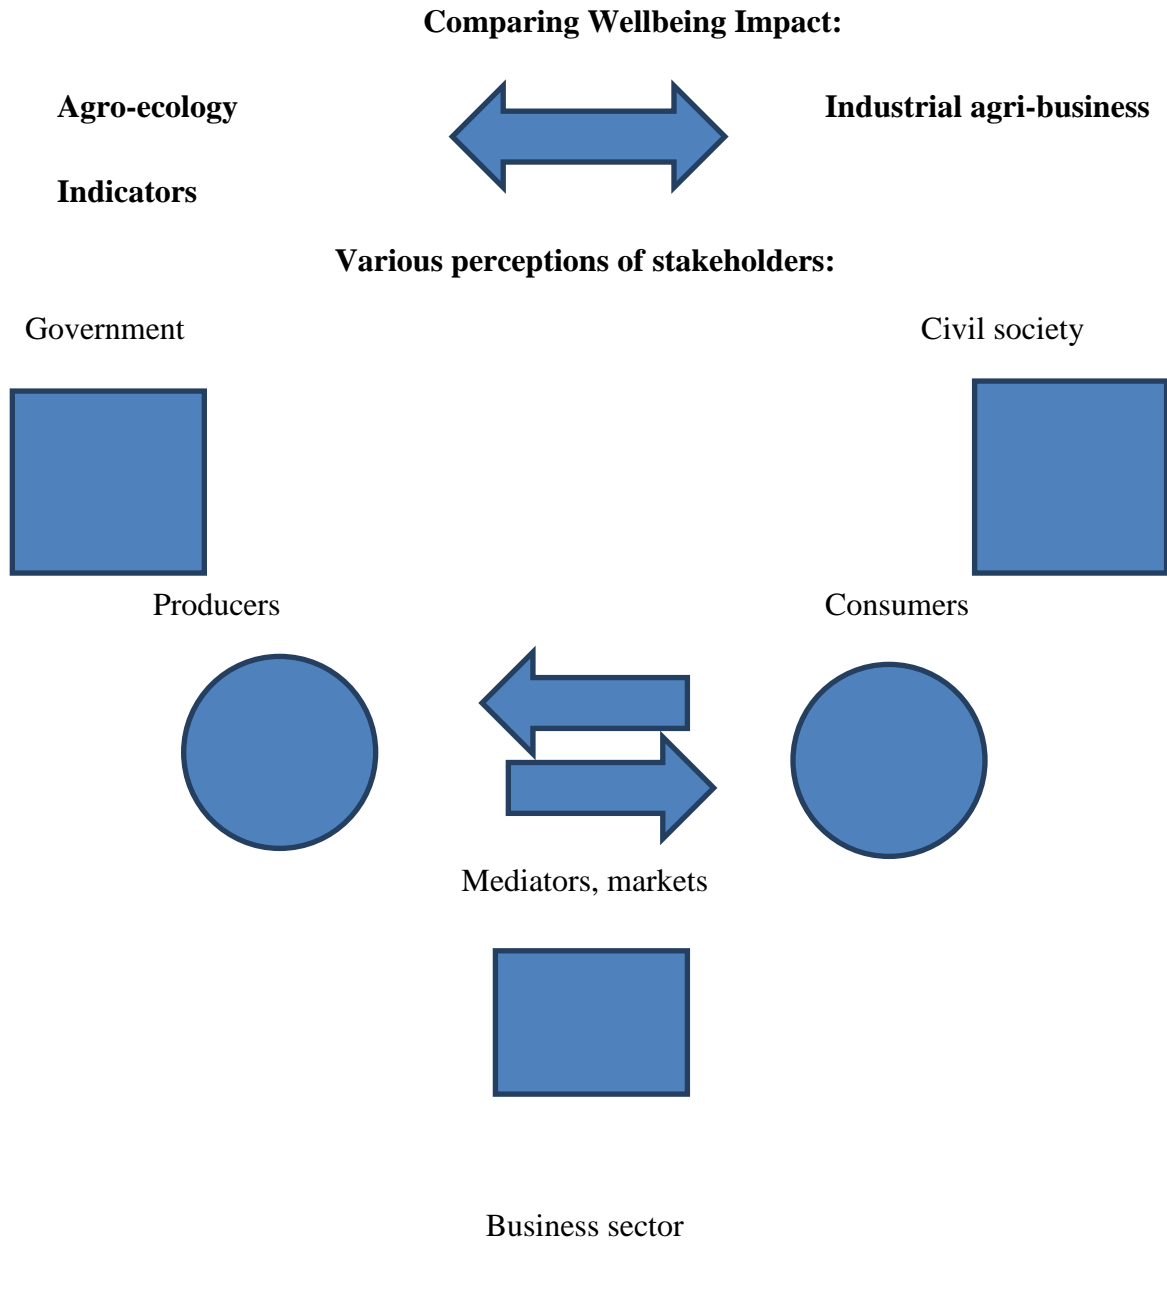 Comparing Wellbeing Impact:
Agro-ecology
Industrial agri-business
Indicators
Various perceptions of stakeholders:
Government
Civil society
Producers
Consumers
Mediators, markets
Business sector